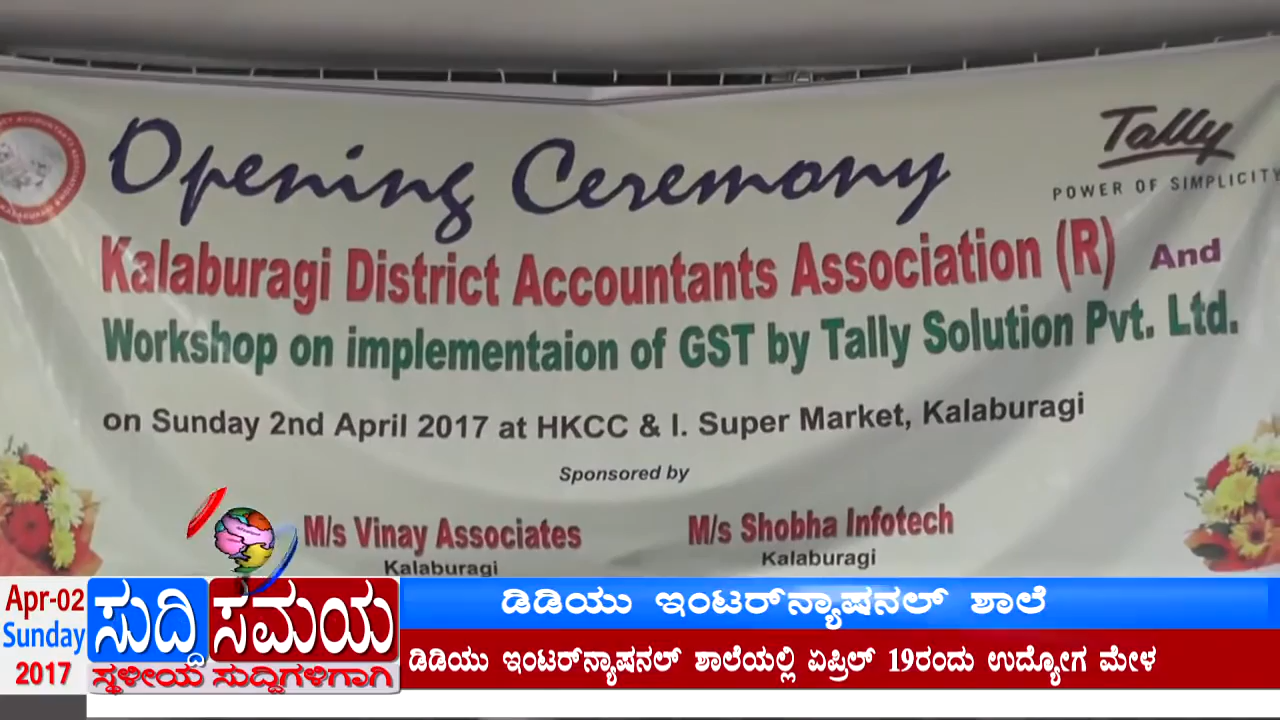 Opening Ceremony
Tally
POWER OF SIMPLICITY
Kalaburagi District Accountants Association (R) And
Workshop on implementaion of GST by Tally Solution Pvt. Ltd.
on Sunday 2nd April 2017 at HKCC & I. Super Market, Kalaburagi
Sponsored by
M/s Vinay Associates
Kalaburagi
M/s Shobha Infotech
Kalaburagi
Apr-02
Sunday
2017
ಸುದ್ದಿ ಸಮಯ
ಸ್ಥಳೀಯ ಸುದ್ದಿಗಳಿಗಾಗಿ
ಡಿಡಿಯು ಇಂಟರ್‌ನ್ಯಾಷನಲ್ ಶಾಲೆ
ಡಿಡಿಯು ಇಂಟರ್‌ನ್ಯಾಷನಲ್ ಶಾಲೆಯಲ್ಲಿ ಏಪ್ರಿಲ್ 19ರಂದು ಉದ್ಯೋಗ ಮೇಳ